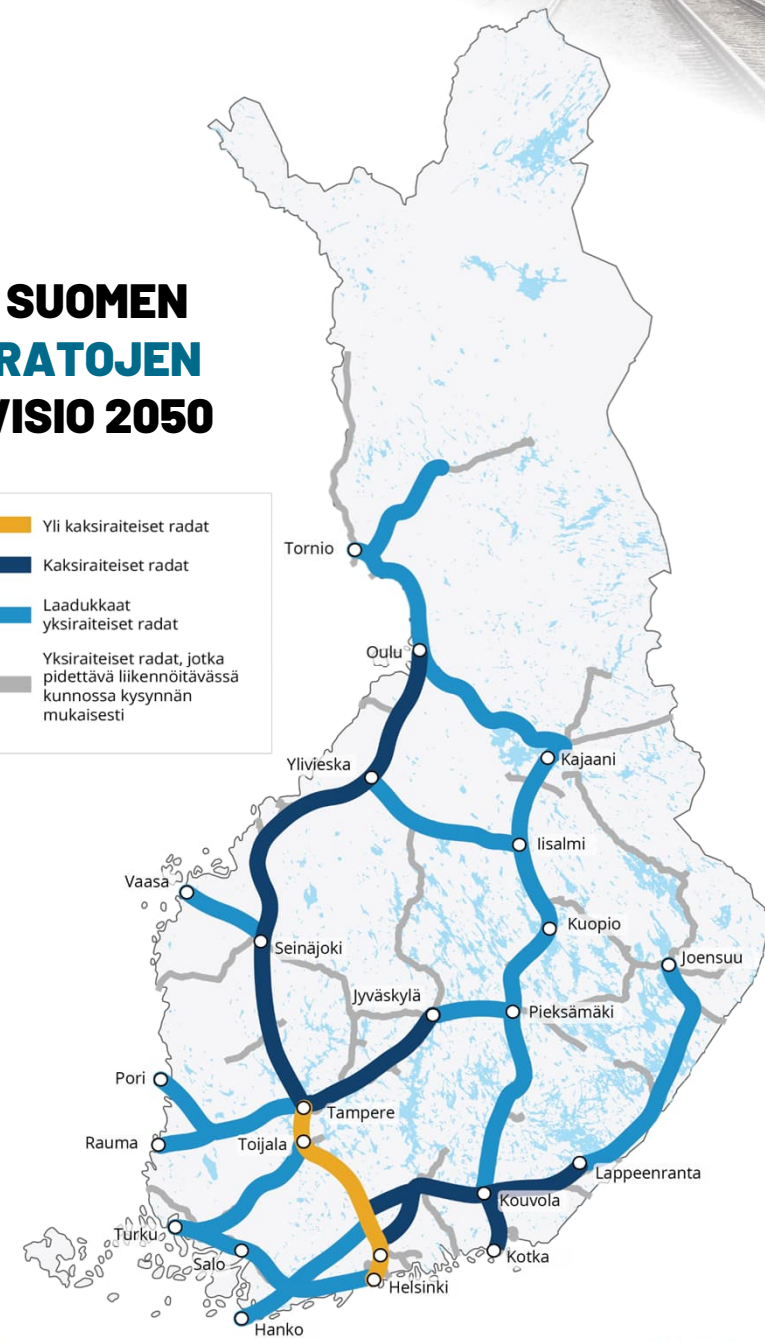 SUOMEN
RATOJEN
VISIO 2050
Yli kaksiraiteiset radat
Kaksiraiteiset radat
Laadukkaat
yksiraiteiset radat
Yksiraiteiset radat, jotka
pidettävä liikennöitävässä
kunnossa kysynnän
mukaisesti
Tornio
Oulu
Ylivieska
Kajaani
Iisalmi
Vaasa
Seinäjoki
Kuopio
Joensuu
Jyväskylä
Pieksämäki
Pori
Tampere
Rauma
Toijala
Lappeenranta
Kouvola
Turku
Salo
Kotka
Helsinki
Hanko